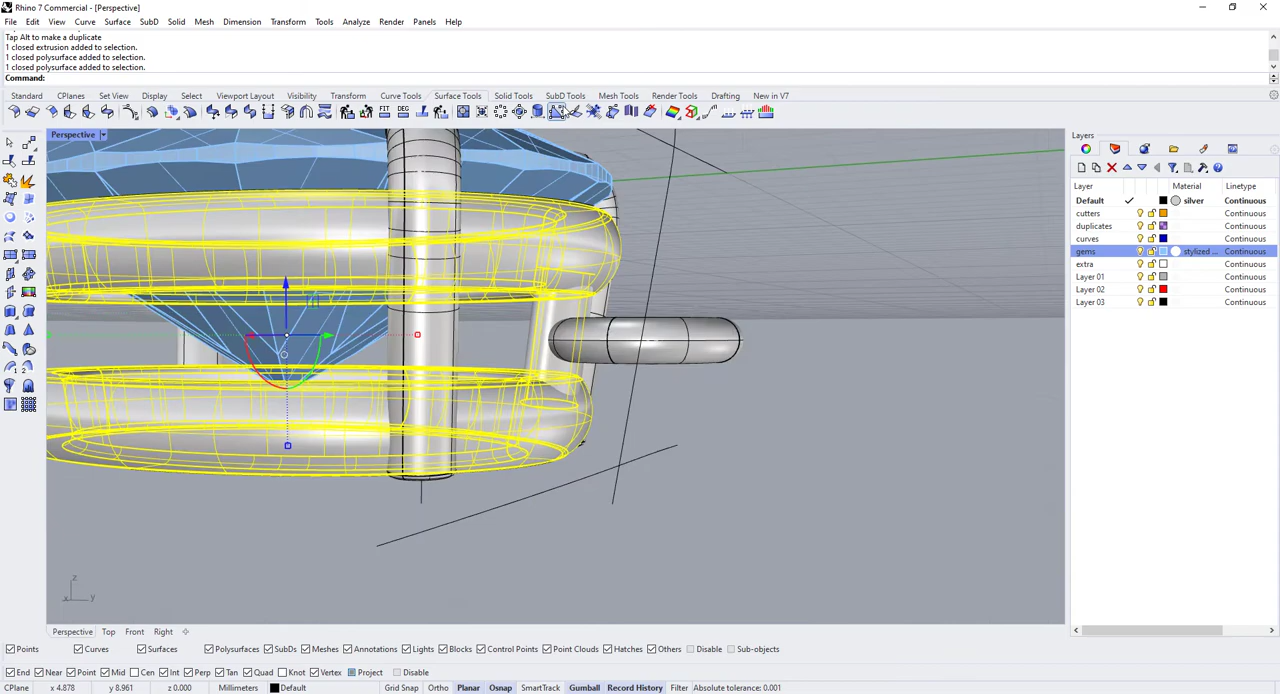 Rhino 7 Commercial - [Perspective]
File Edit View Curve Surface SubD Solid Mesh Dimension Transform Tools Analyze Render Panels Help
Tap Alt to make a duplicate
1 closed extrusion added to selection.
1 closed polysurface added to selection.
1 closed polysurface added to selection.
Command:
Standard CPlanes Set View Display Select Viewport Layout Visibility Transform Curve Tools Surface Tools Solid Tools SubD Tools Mesh Tools Render Tools Drafting New in V7
FIT DEG
Perspective
Layers
Layer Material Linetype
Default silver Continuous
cutters Continuous
duplicates Continuous
curves Continuous
gems stylized ... Continuous
extra Continuous
Layer 01 Continuous
Layer 02 Continuous
Layer 03 Continuous
z
x y
Perspective Top Front Right
Points Curves Surfaces Polysurfaces SubDs Meshes Annotations Lights Blocks Control Points Point Clouds Hatches Others Disable Sub-objects
End Near Point Mid Cen Int Perp Tan Quad Knot Vertex Project Disable
CPlane x 4.878 y 8.961 z 0.000 Millimeters Default Grid Snap Ortho Planar Osnap SmartTrack Gumball Record History Filter Absolute tolerance: 0.001